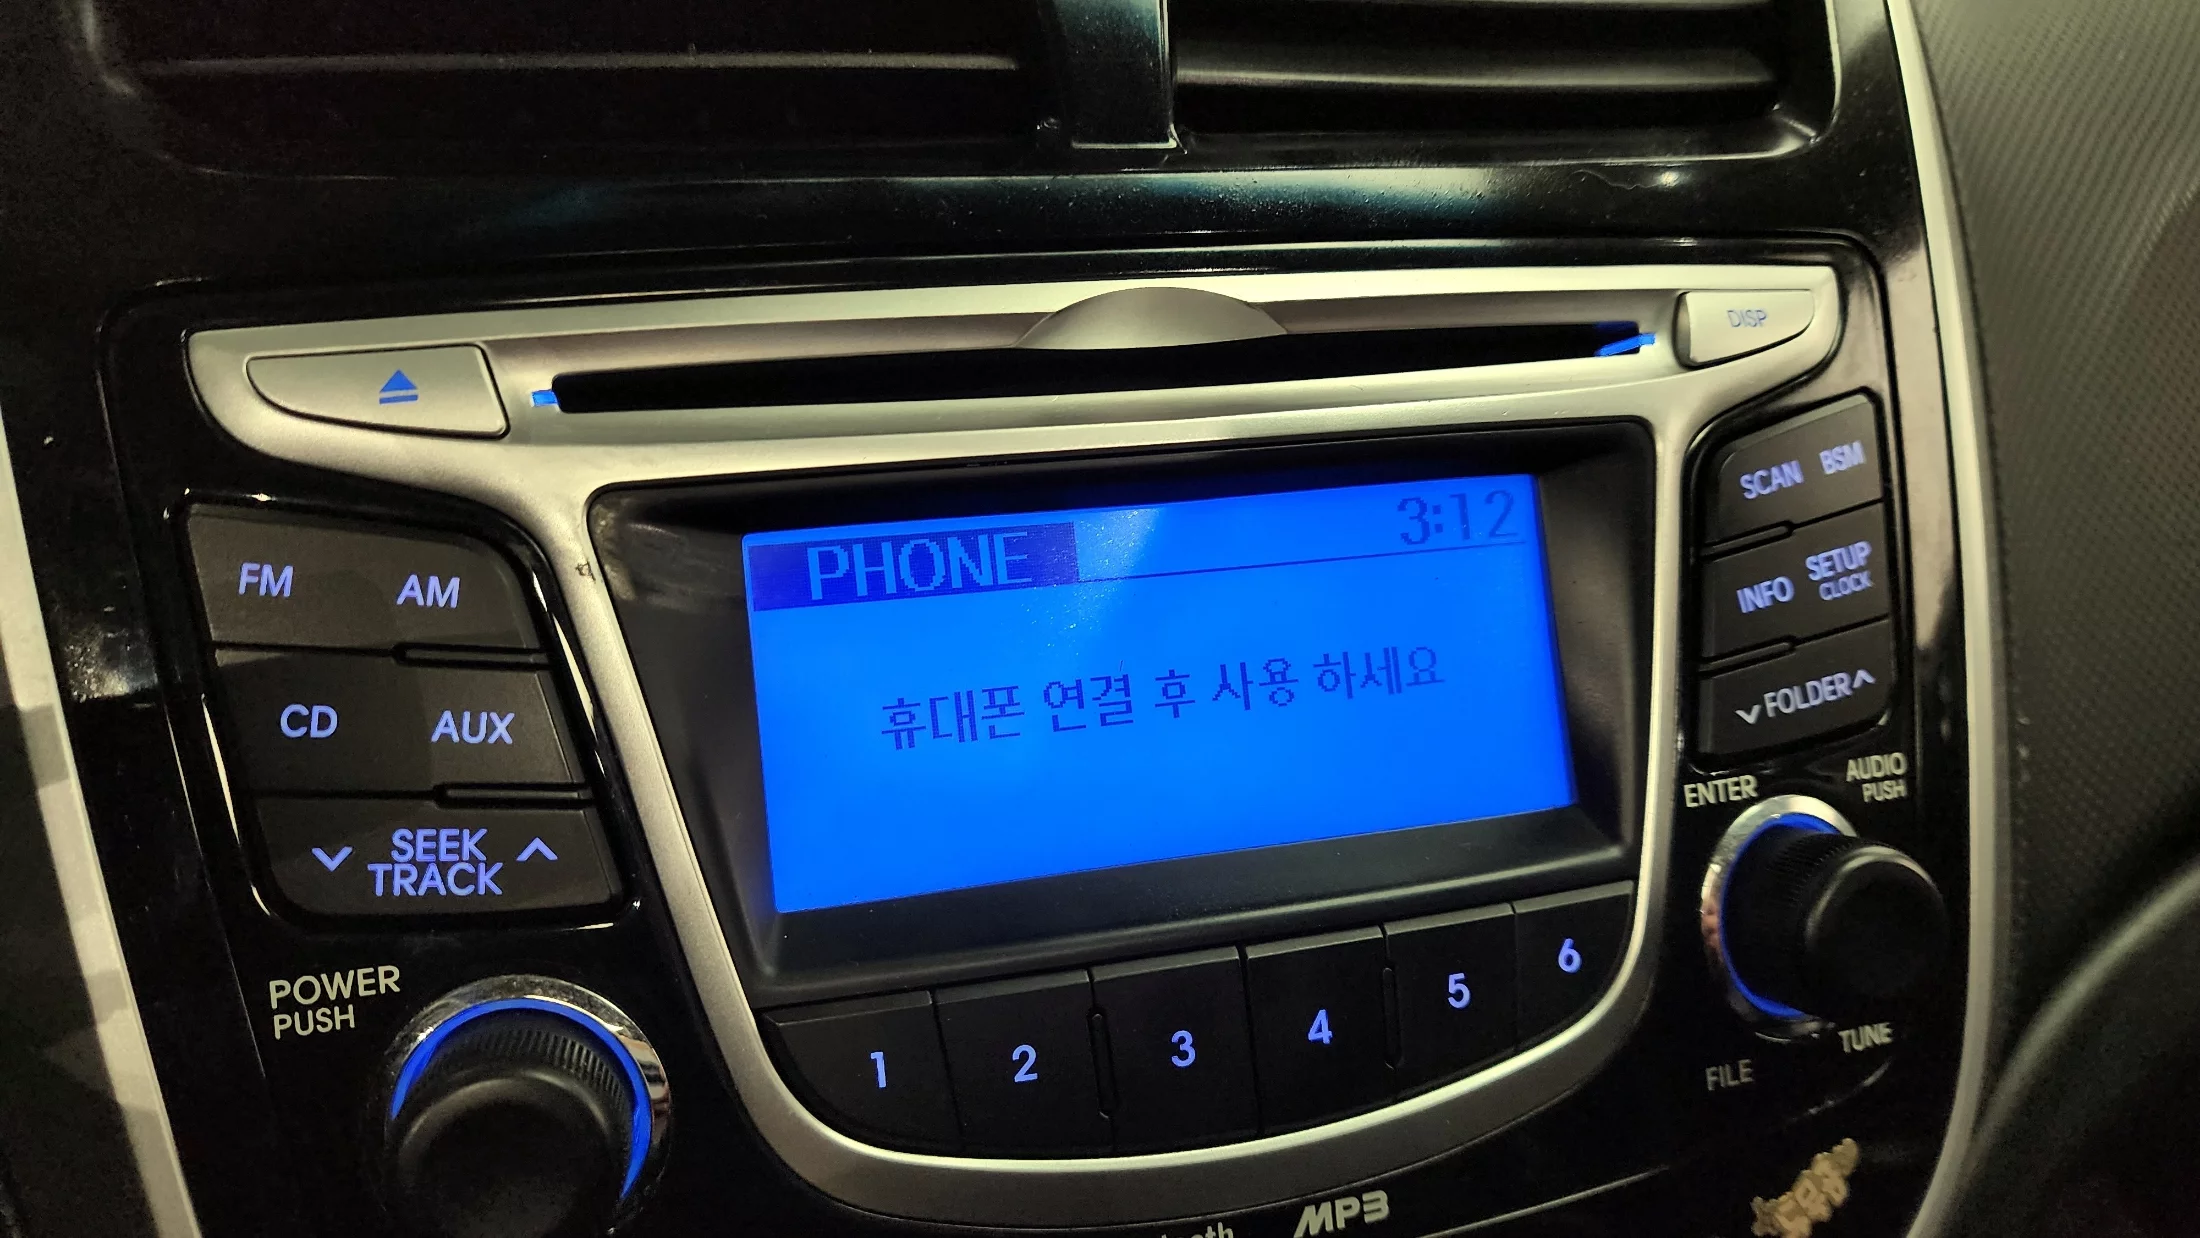 DISP
SCAN BSM
PHONE 3:12
FM AM
INFO SETUP
CLOCK
휴대폰 연결 후 사용 하세요
CD AUX
FOLDER
ENTER AUDIO
PUSH
SEEK
TRACK
POWER
PUSH
1 2 3 4 5 6
TUNE
FILE
MP3